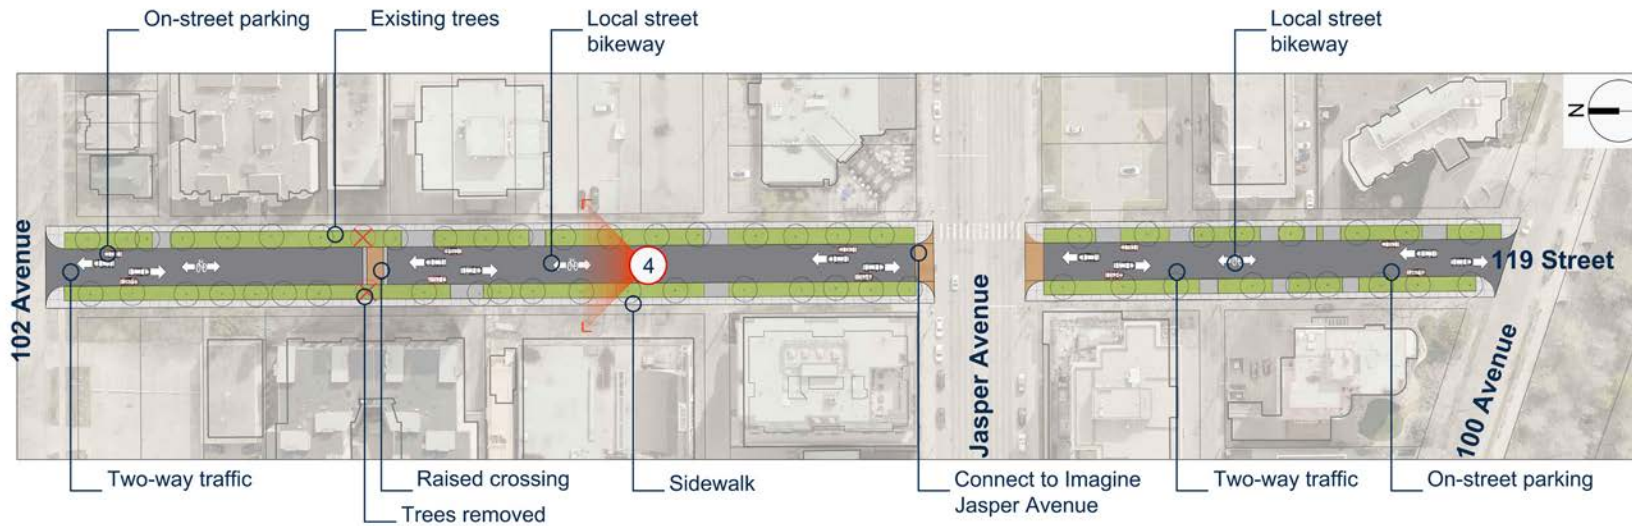 On-street parking
Existing trees
Local street
bikeway
Local street
bikeway
N
102 Avenue
4
Jasper Avenue
119 Street
100 Avenue
Two-way traffic
Trees removed
Raised crossing
Sidewalk
Connect to Imagine
Jasper Avenue
Two-way traffic
On-street parking